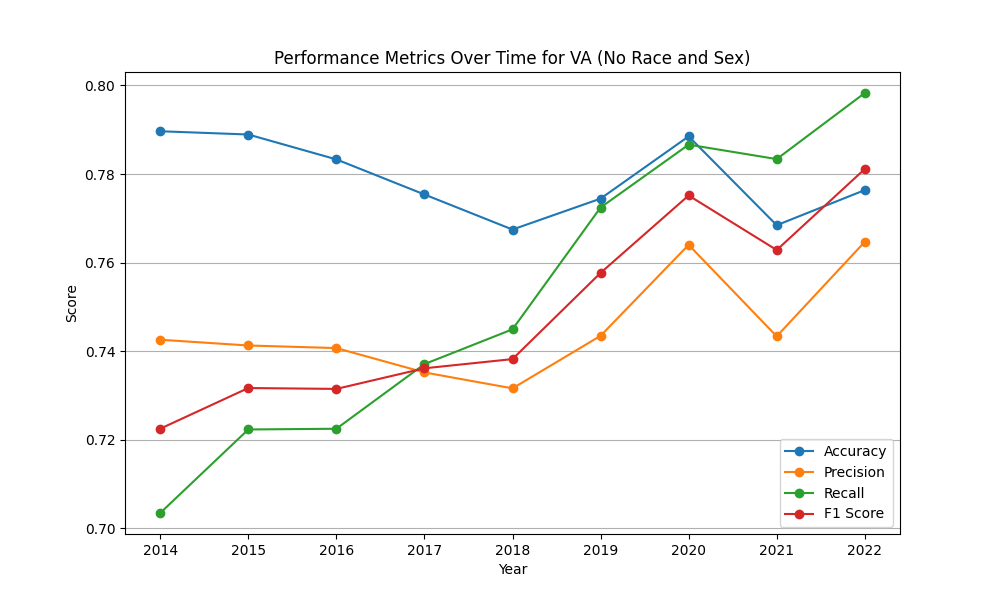 Performance Metrics Over Time for VA (No Race and Sex)
0.80
0.78
0.76
0.74
0.72
0.70
Score
2014 2015 2016 2017 2018 2019 2020 2021 2022
Year
Accuracy
Precision
Recall
F1 Score